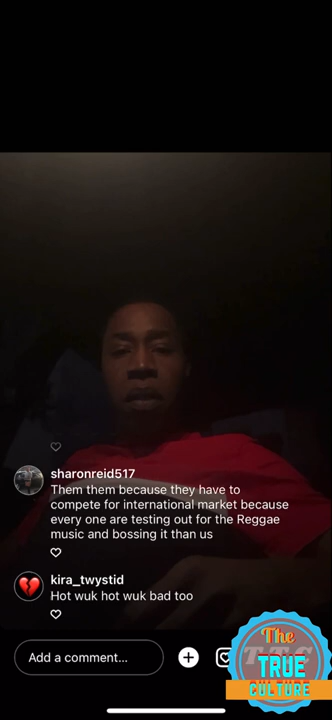 sharonreid517
Them them because they have to
compete for international market because
every one are testing out for the Reggae
music and bossing it than us
kira_twystid
Hot wuk hot wuk bad too
Add a comment...
The
TRUE
CULTURE